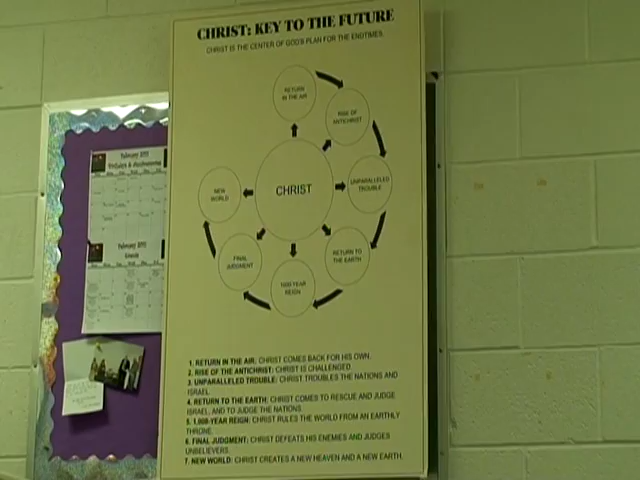 CHRIST: KEY TO THE FUTURE
CHRIST IS THE CENTER OF GOD'S PLAN FOR THE ENDTIMES.
RETURN
IN THE AIR
RISE OF
ANTICHRIST
UNPARALLELED
TROUBLE
RETURN TO
THE EARTH
1000-YEAR
REIGN
FINAL
JUDGMENT
NEW
WORLD
CHRIST
1. RETURN IN THE AIR: CHRIST COMES BACK FOR HIS OWN.
2. RISE OF THE ANTICHRIST: CHRIST IS CHALLENGED.
3. UNPARALLELED TROUBLE: CHRIST TROUBLES THE NATIONS AND
ISRAEL.
4. RETURN TO THE EARTH: CHRIST COMES TO RESCUE AND JUDGE
ISRAEL, AND TO JUDGE THE NATIONS.
5. 1,000-YEAR REIGN: CHRIST RULES THE WORLD FROM AN EARTHLY
THRONE.
6. FINAL JUDGMENT: CHRIST DEFEATS HIS ENEMIES AND JUDGES
UNBELIEVERS.
7. NEW WORLD: CHRIST CREATES A NEW HEAVEN AND A NEW EARTH.
February
February